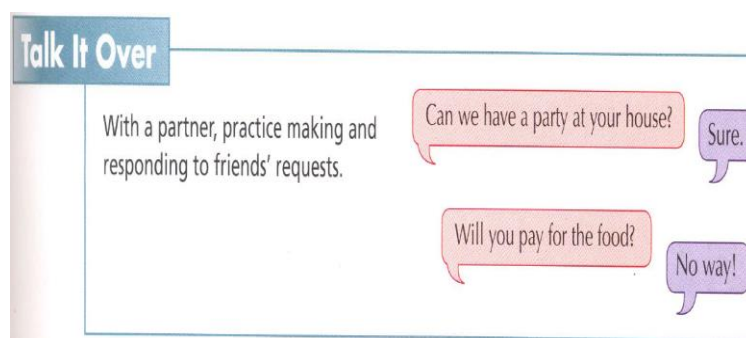 Talk It Over
With a partner, practice making and
responding to friends' requests.
Can we have a party at your house?
Sure.
Will you pay for the food?
No way!